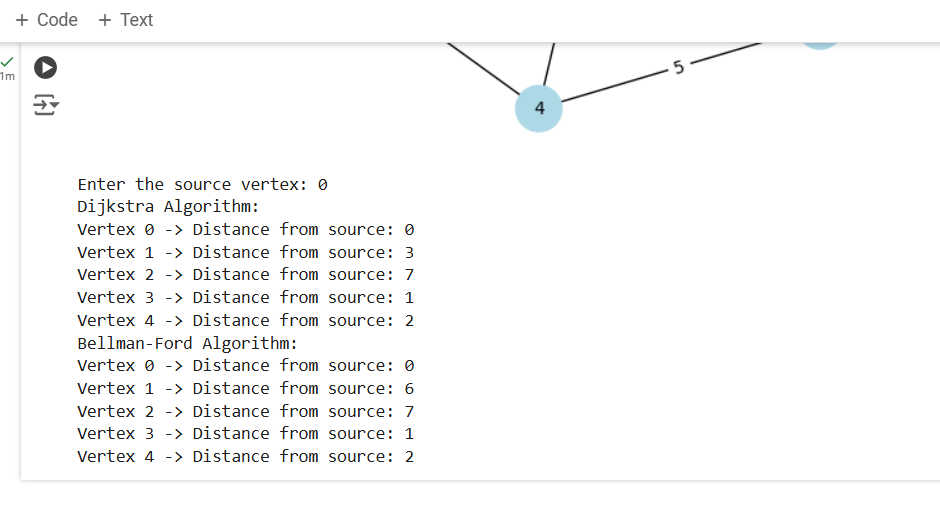 + Code + Text
1m
5
4
Enter the source vertex: 0
Dijkstra Algorithm:
Vertex 0 -> Distance from source: 0
Vertex 1 -> Distance from source: 3
Vertex 2 -> Distance from source: 7
Vertex 3 -> Distance from source: 1
Vertex 4 -> Distance from source: 2
Bellman-Ford Algorithm:
Vertex 0 -> Distance from source: 0
Vertex 1 -> Distance from source: 6
Vertex 2 -> Distance from source: 7
Vertex 3 -> Distance from source: 1
Vertex 4 -> Distance from source: 2